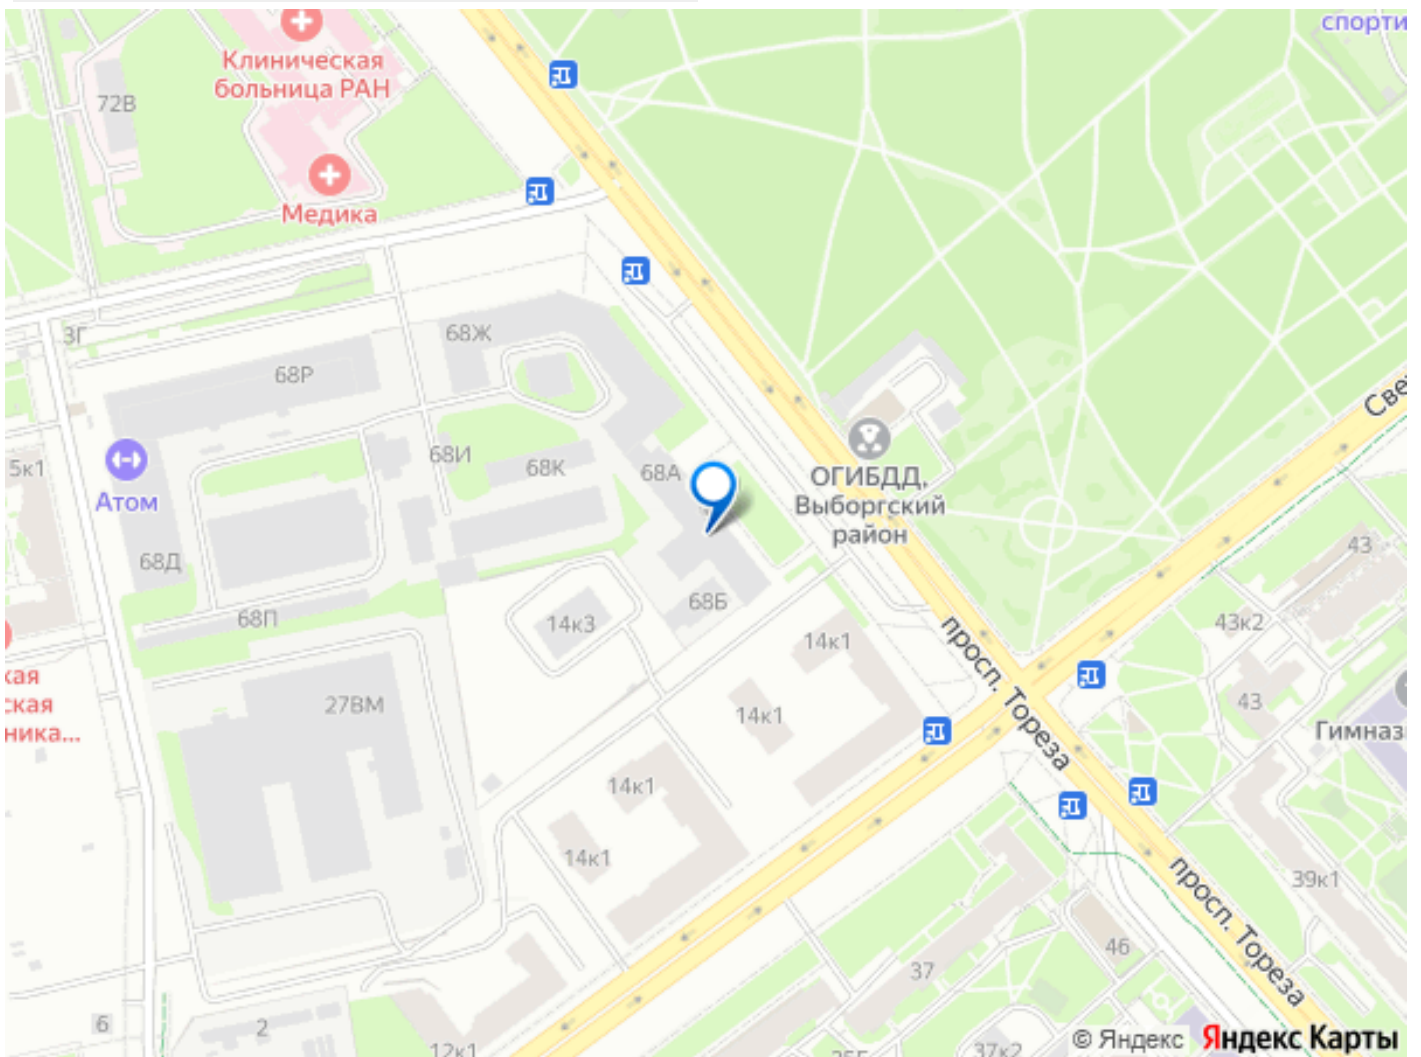 спорти
Клиническая
больница РАН
72В
Медика
3Г
68Ж
68Р
Све
5к1
Атом
68И
68К
68А
ОГИБДД,
Выборгский
район
68Д
43
68П
68Б
14к3
14к1
43к2
кая
ская
ника...
27ВМ
14к1
просп. Тореза
43
Гимназ
14к1
14к1
39к1
просп. Тореза
46
37
6
2
12к1
37к2
© Яндекс Яндекс Карты